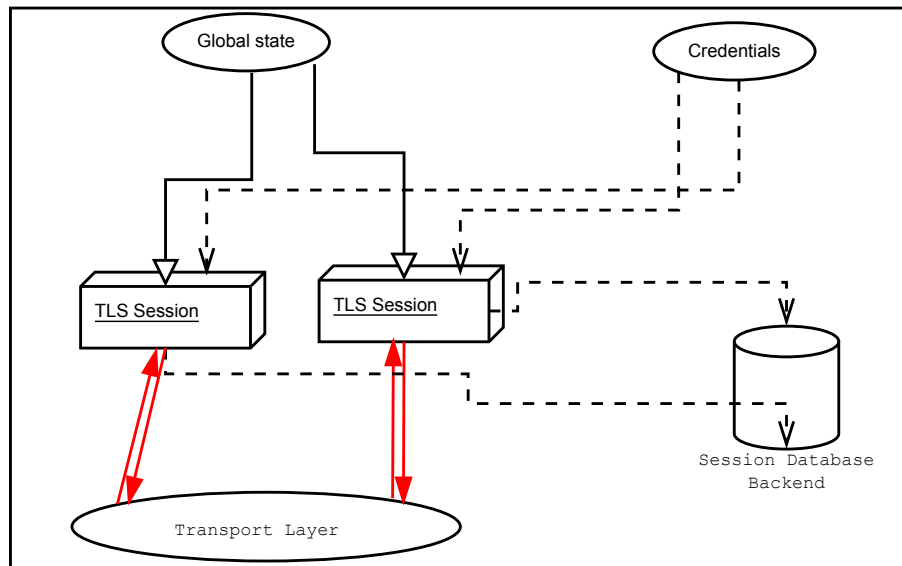 Global state
Credentials
TLS Session
TLS Session
Session Database
Backend
Transport Layer